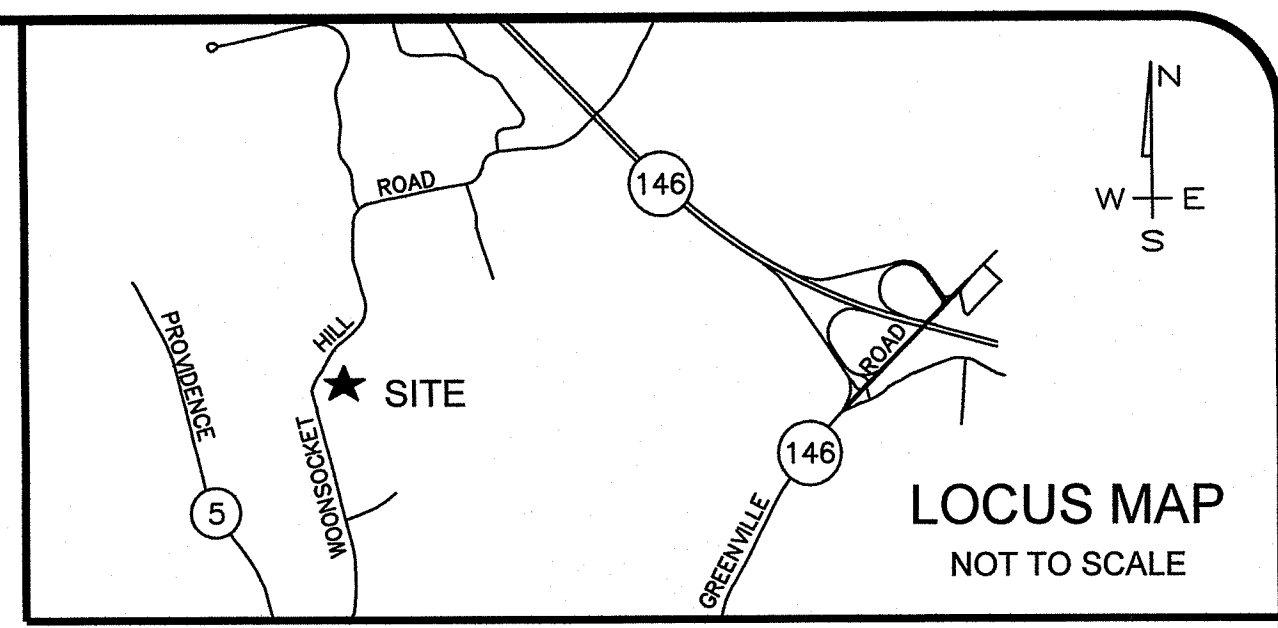 N
W E
S
ROAD
146
PROVIDENCE
HILL
SITE
WOONSOCKET
5
ROAD
146
GREENVILLE
LOCUS MAP
NOT TO SCALE